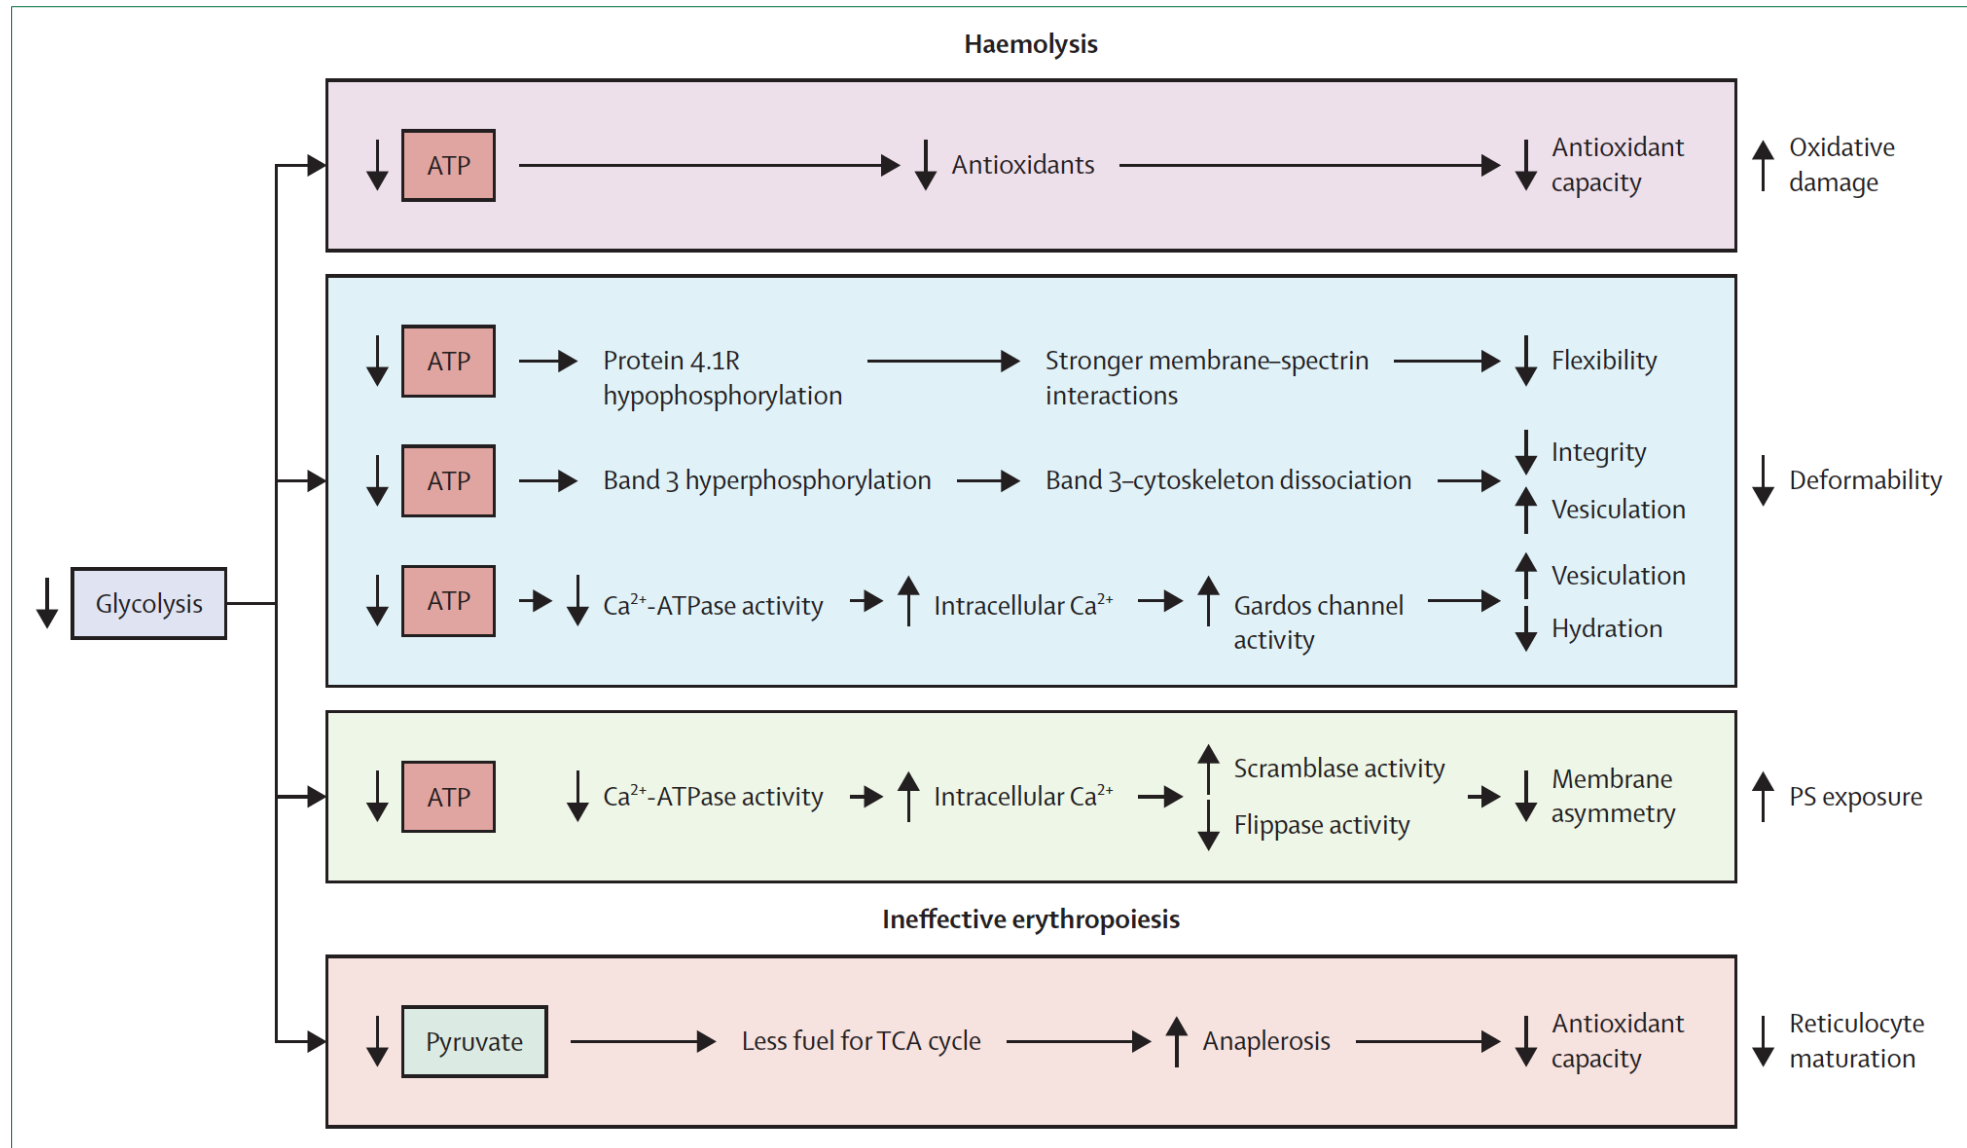 Haemolysis
ATP
Antioxidants
Antioxidant
capacity
Oxidative
damage
ATP
Protein 4.1R
hypophosphorylation
Stronger membrane–spectrin
interactions
Flexibility
ATP
Band 3 hyperphosphorylation
Band 3–cytoskeleton dissociation
Integrity
Vesiculation
Deformability
Glycolysis
ATP
Ca²⁺-ATPase activity
Intracellular Ca²⁺
Gardos channel
activity
Vesiculation
Hydration
ATP
Ca²⁺-ATPase activity
Intracellular Ca²⁺
Scramblase activity
Flippase activity
Membrane
asymmetry
PS exposure
Ineffective erythropoiesis
Pyruvate
Less fuel for TCA cycle
Anaplerosis
Antioxidant
capacity
Reticulocyte
maturation